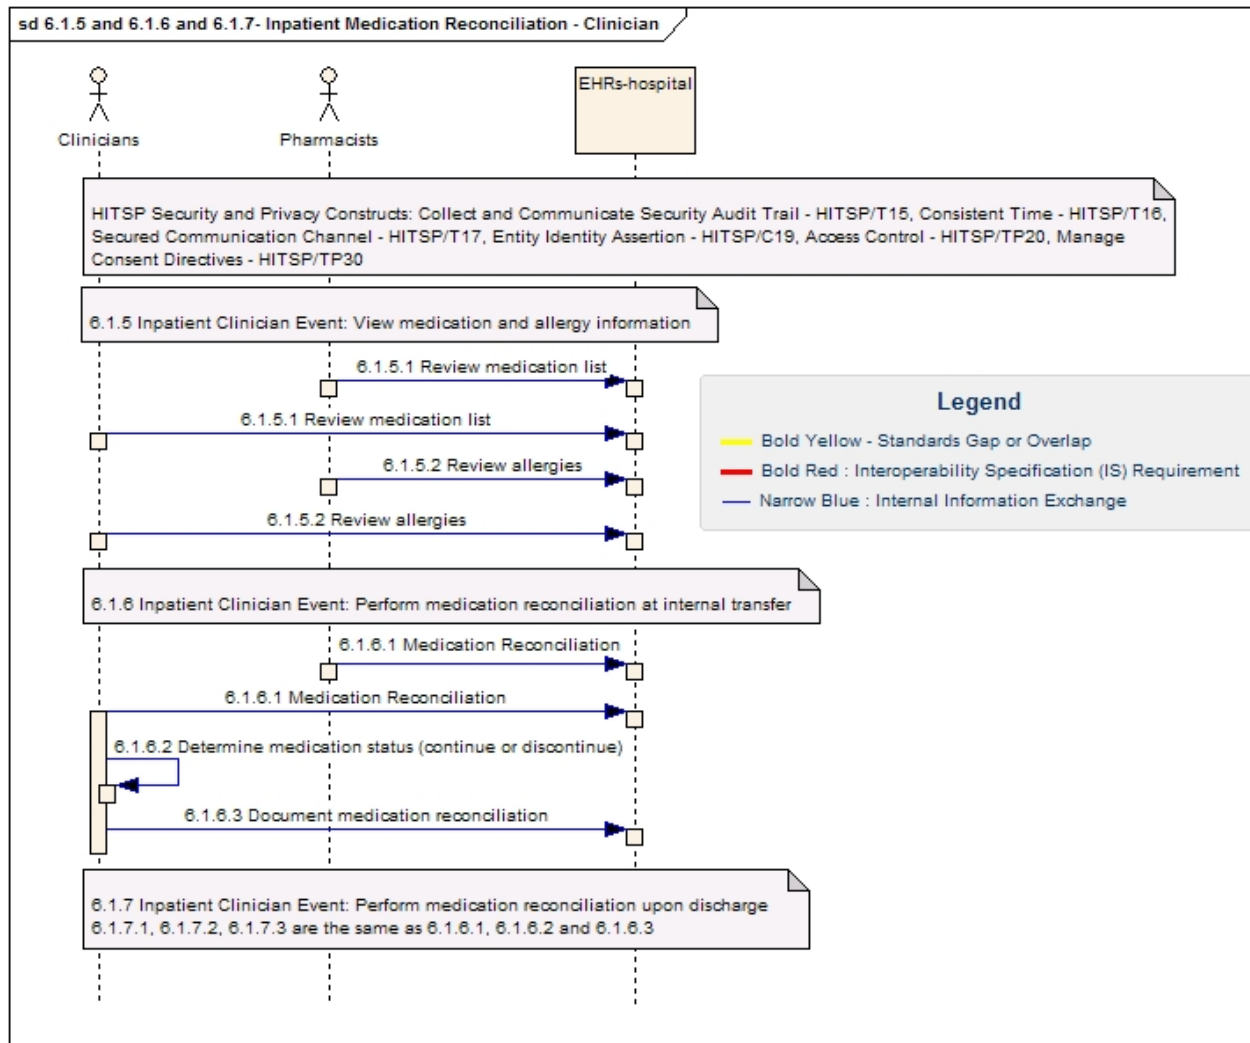 sd 6.1.5 and 6.1.6 and 6.1.7- Inpatient Medication Reconciliation - Clinician
Clinicians
Pharmacists
EHRs-hospital
HITSP Security and Privacy Constructs: Collect and Communicate Security Audit Trail - HITSP/T15, Consistent Time - HITSP/T16,
Secured Communication Channel - HITSP/T17, Entity Identity Assertion - HITSP/C19, Access Control - HITSP/TP20, Manage
Consent Directives - HITSP/TP30
6.1.5 Inpatient Clinician Event: View medication and allergy information
6.1.5.1 Review medication list
6.1.5.1 Review medication list
6.1.5.2 Review allergies
6.1.5.2 Review allergies
Legend
Bold Yellow - Standards Gap or Overlap
Bold Red : Interoperability Specification (IS) Requirement
Narrow Blue : Internal Information Exchange
6.1.6 Inpatient Clinician Event: Perform medication reconciliation at internal transfer
6.1.6.1 Medication Reconciliation
6.1.6.1 Medication Reconciliation
6.1.6.2 Determine medication status (continue or discontinue)
6.1.6.3 Document medication reconciliation
6.1.7 Inpatient Clinician Event: Perform medication reconciliation upon discharge
6.1.7.1, 6.1.7.2, 6.1.7.3 are the same as 6.1.6.1, 6.1.6.2 and 6.1.6.3